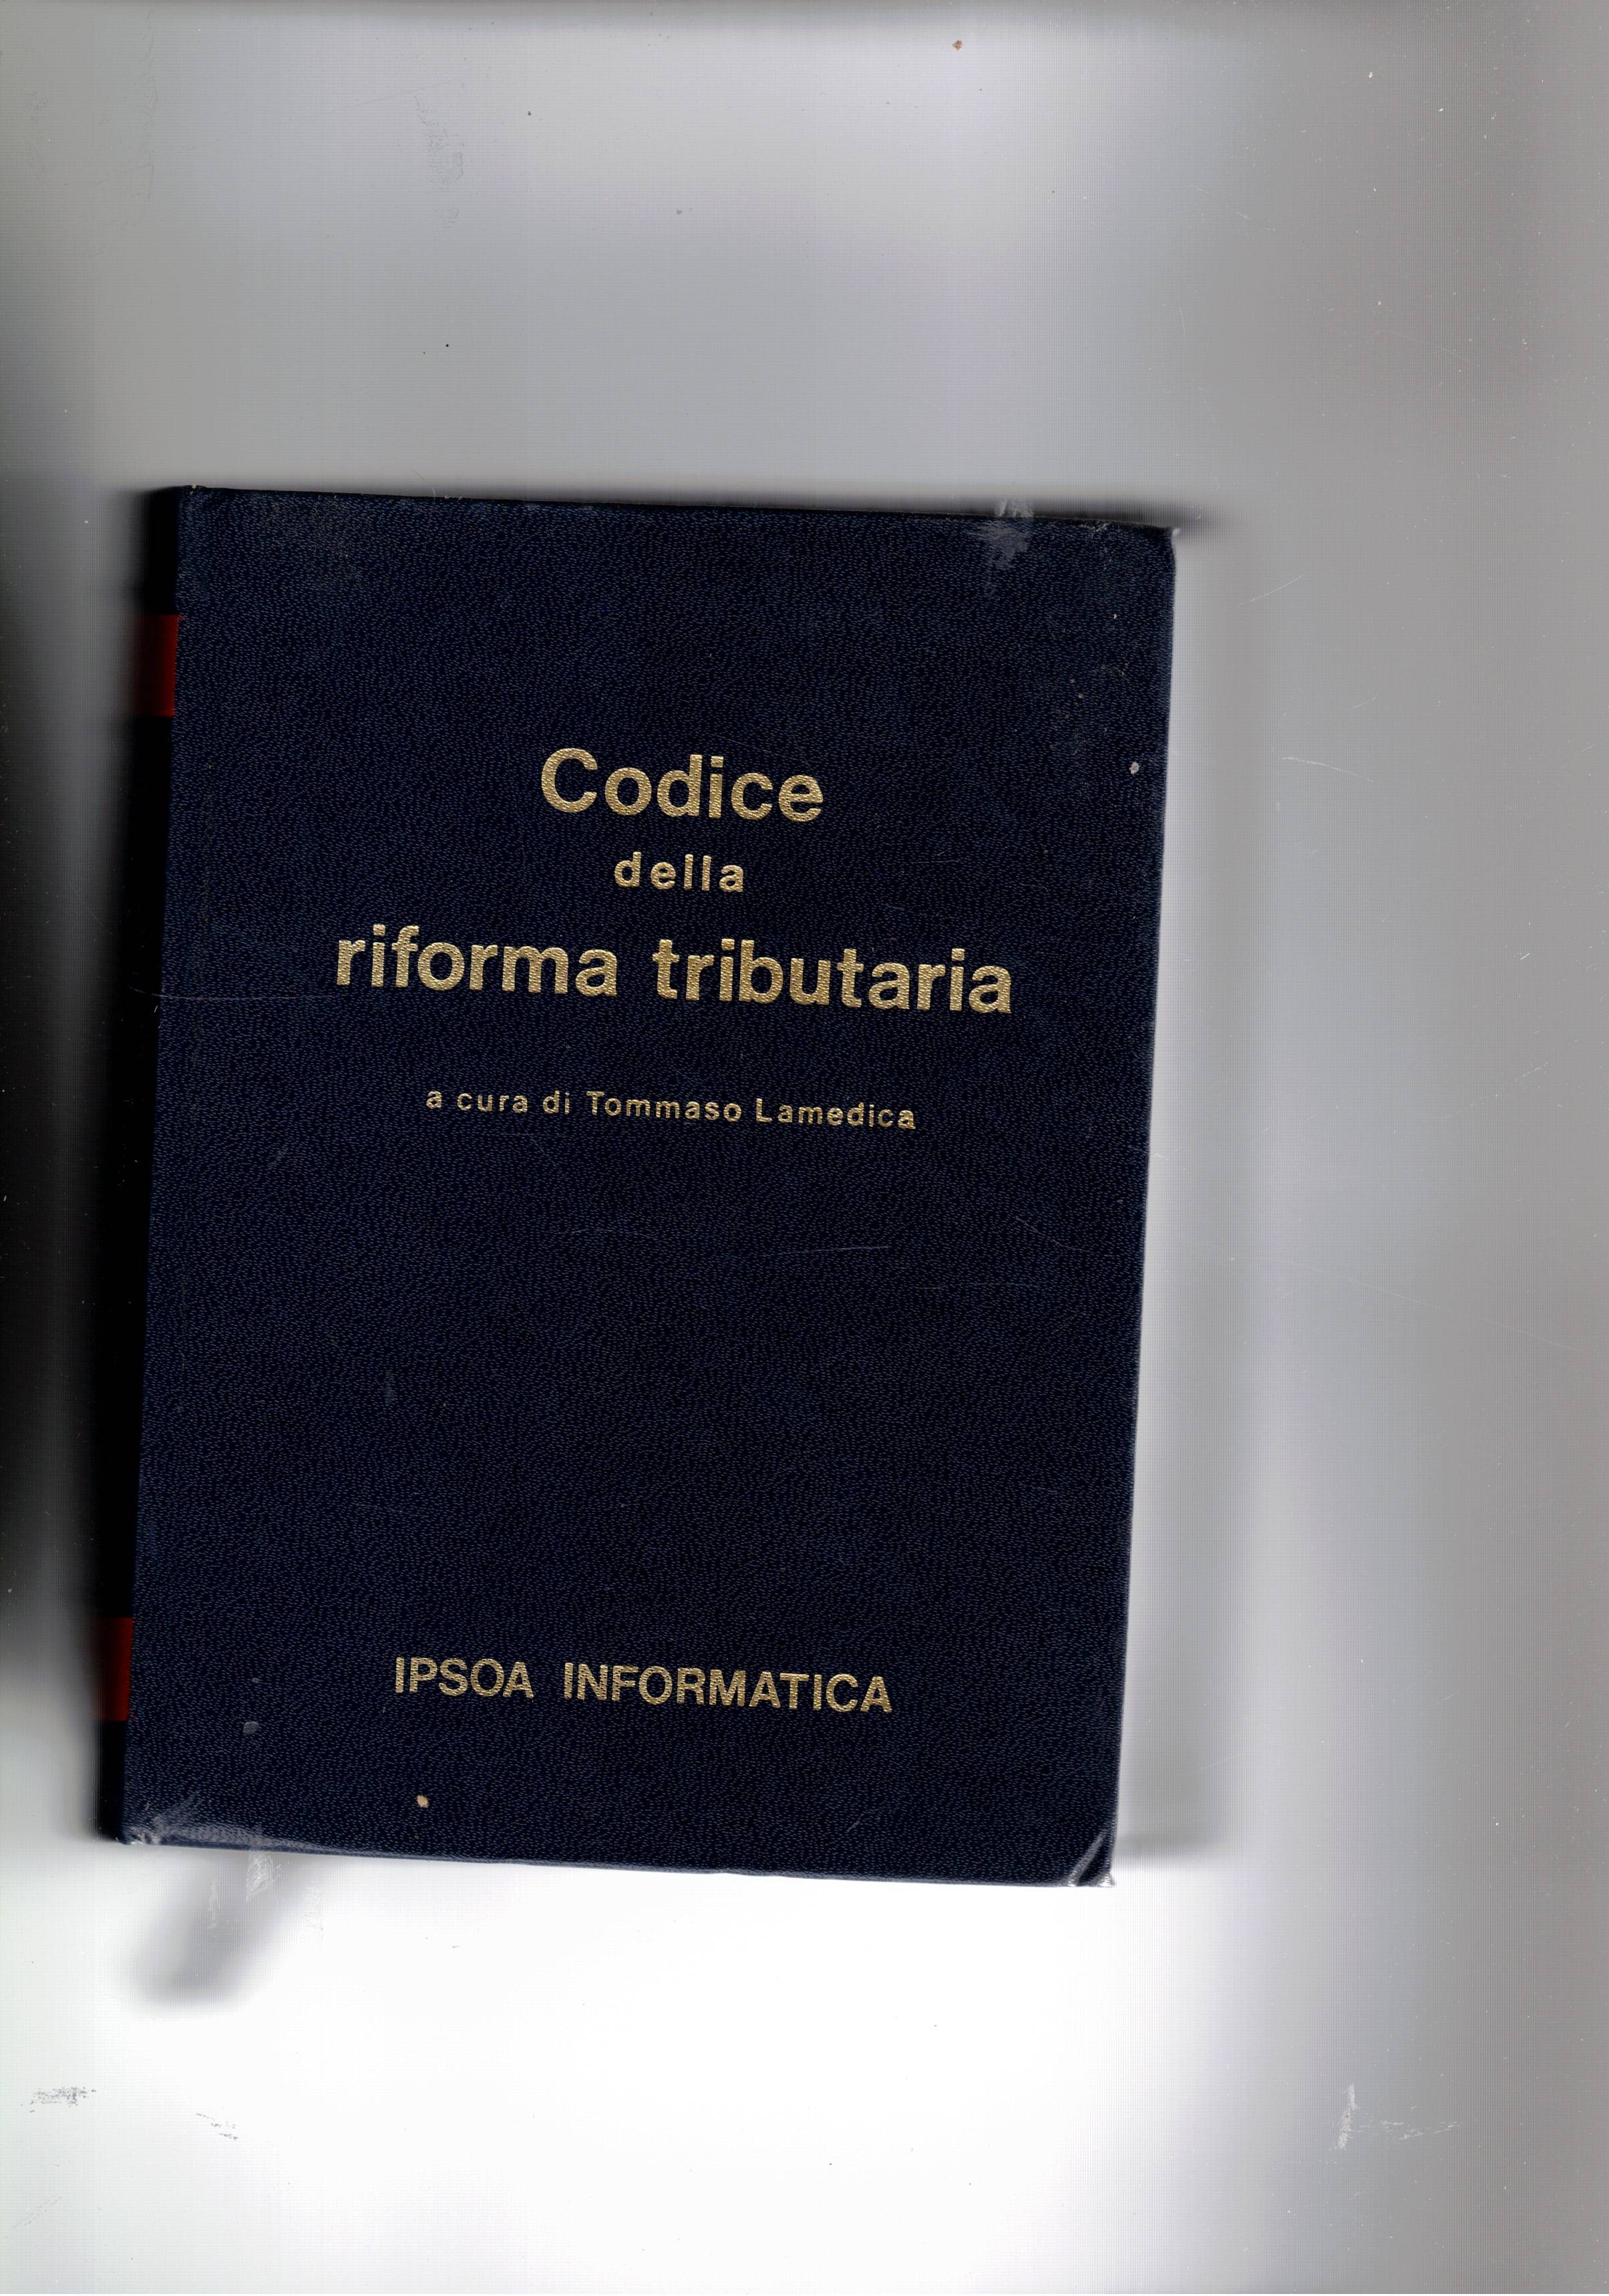 Codice
della
riforma tributaria
a cura di Tommaso Lamedica
IPSOA INFORMATICA